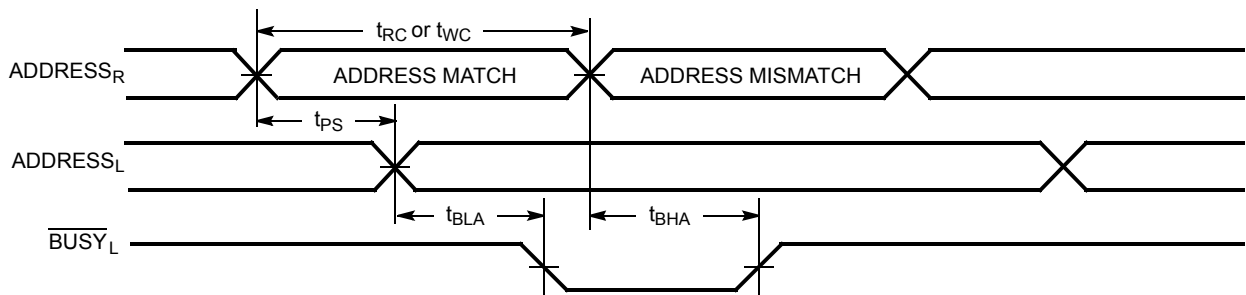 tRC or tWC
ADDRESSR
ADDRESS MATCH
ADDRESS MISMATCH
tPS
ADDRESSL
tBLA
tBHA
BUSYL